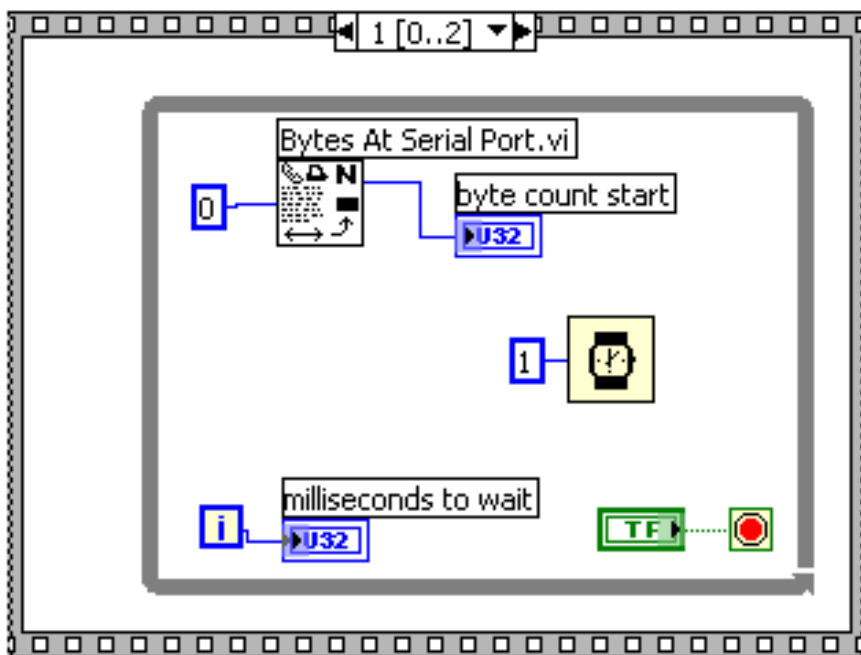 1 [0..2]
Bytes At Serial Port.vi
N
0
byte count start
U32
1
milliseconds to wait
i
U32
TF